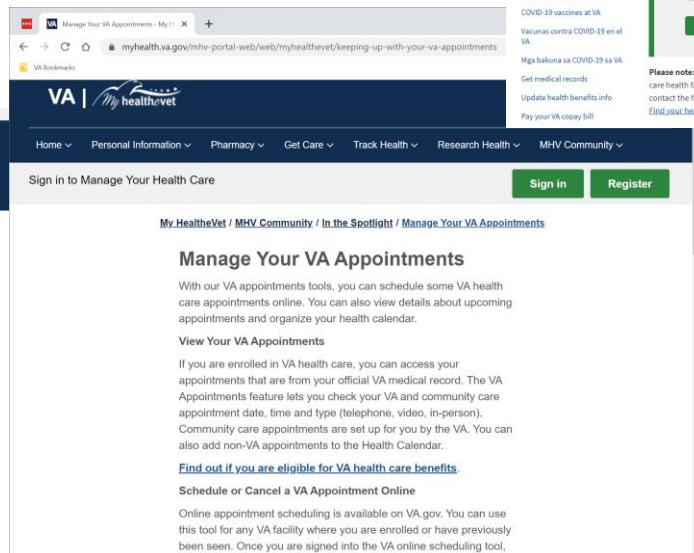 Manage Your VA Appointments - My H
myhealth.va.gov/mhv-portal-web/web/myhealthevet/keeping-up-with-your-va-appointments
VA Bookmarks
VA | My healthevet
Home Personal Information Pharmacy Get Care Track Health Research Health MHV Community
Sign in to Manage Your Health Care
Sign in Register
My HealtheVet / MHV Community / In the Spotlight / Manage Your VA Appointments
Manage Your VA Appointments
With our VA appointments tools, you can schedule some VA health
care appointments online. You can also view details about upcoming
appointments and organize your health calendar.
View Your VA Appointments
If you are enrolled in VA health care, you can access your
appointments that are from your official VA medical record. The VA
Appointments feature lets you check your VA and community care
appointment date, time and type (telephone, video, in-person).
Community care appointments are set up for you by the VA. You can
also add non-VA appointments to the Health Calendar.
Find out if you are eligible for VA health care benefits.
Schedule or Cancel a VA Appointment Online
Online appointment scheduling is available on VA.gov. You can use
this tool for any VA facility where you are enrolled or have previously
been seen. Once you are signed into the VA online scheduling tool,
COVID-19 vaccines at VA
Vacunas contra COVID-19 en el
VA
Mga bakuna sa COVID-19 sa VA
Get medical records
Update health benefits info
Pay your VA copay bill
Please note:
care health
contact the
Find your